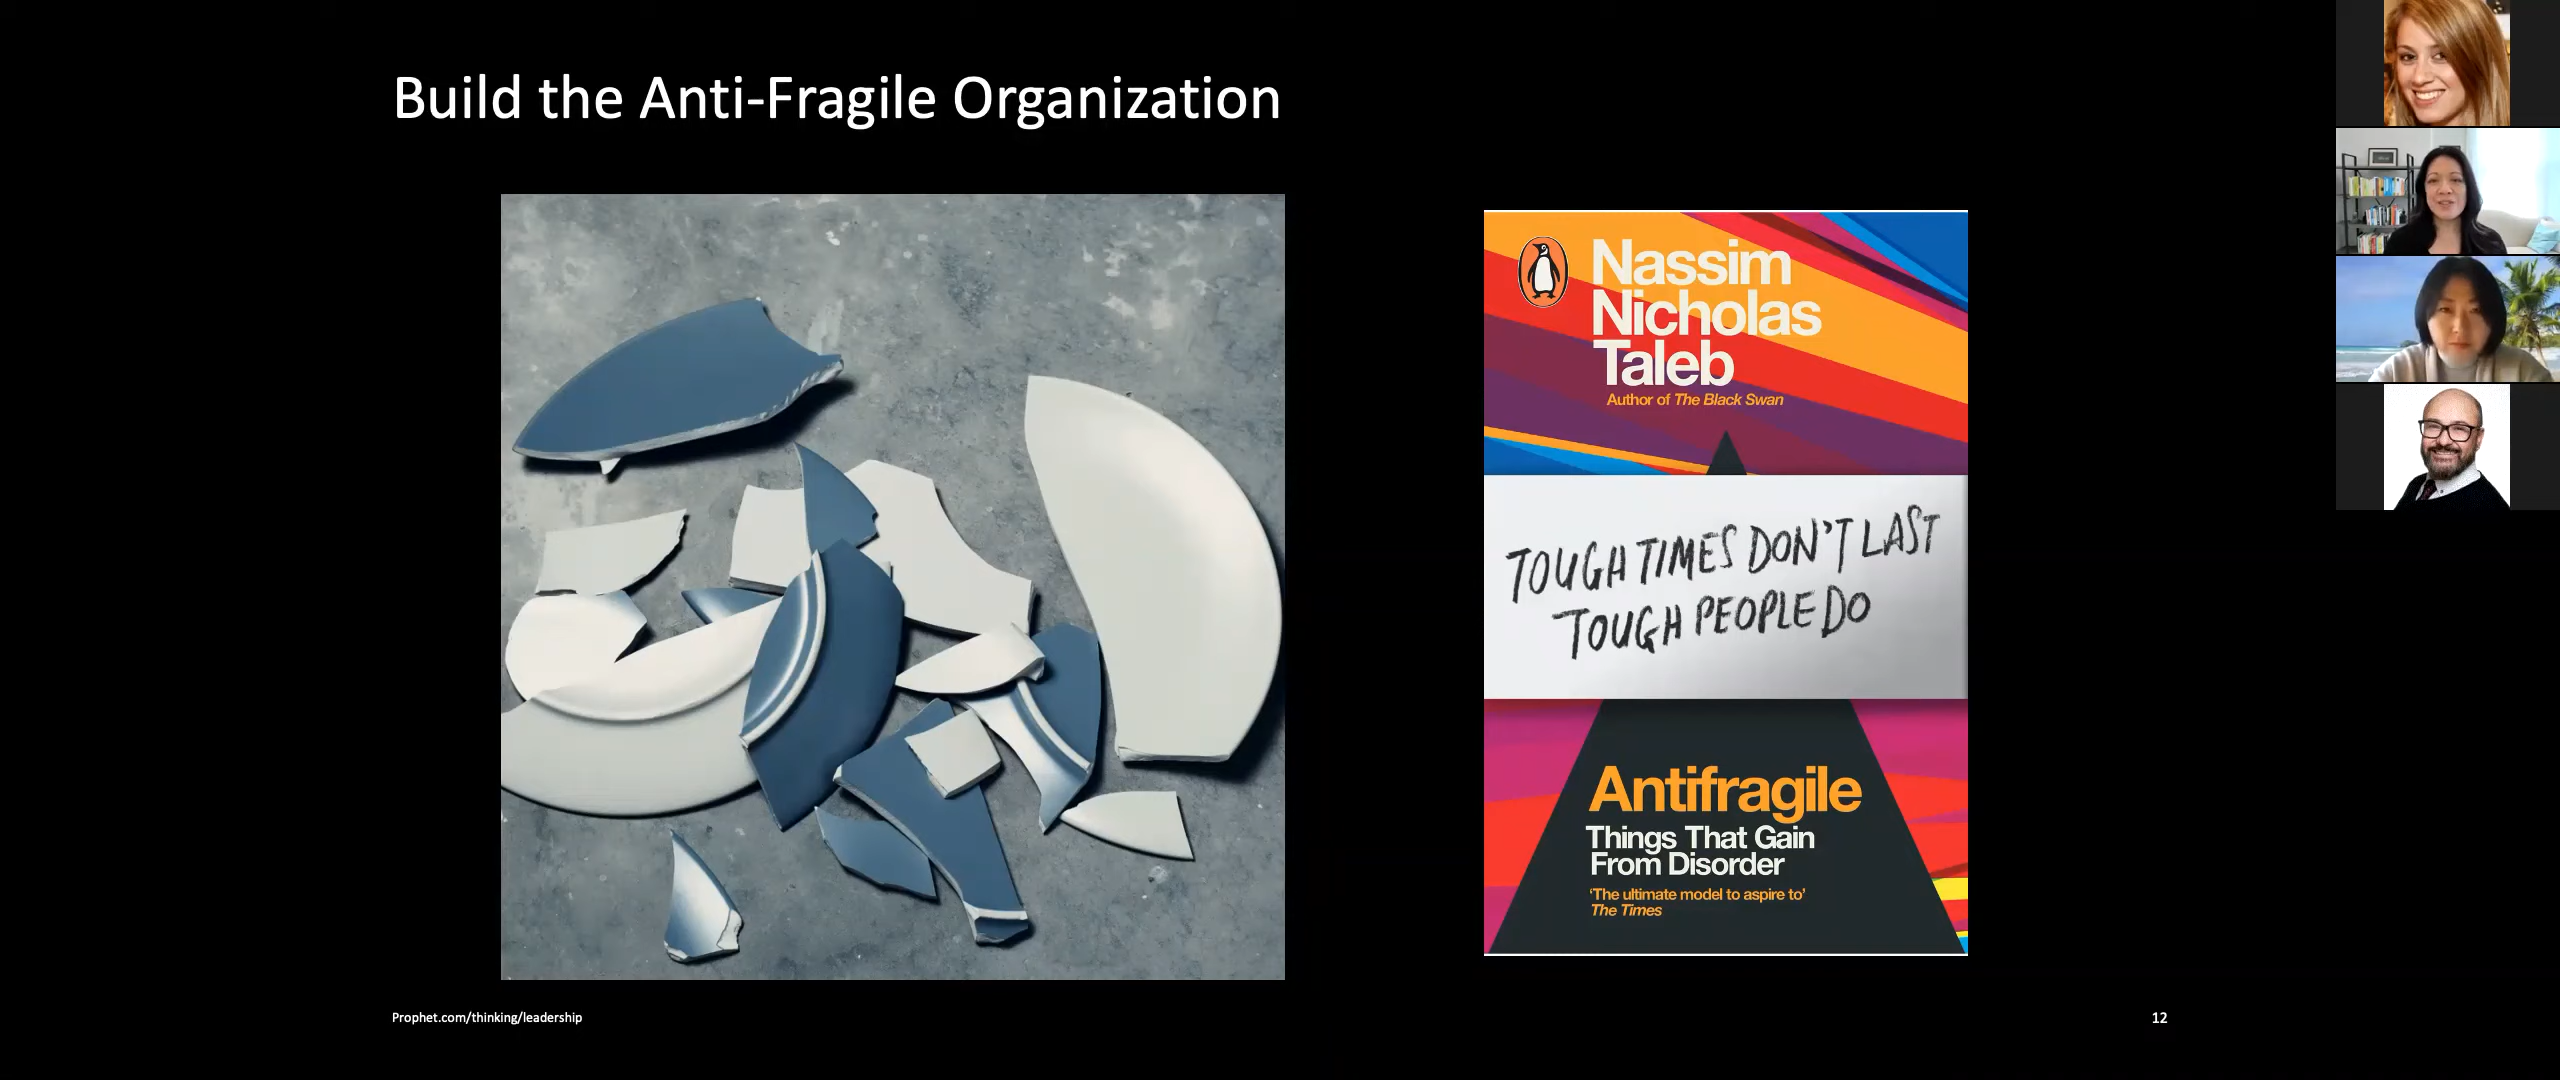 Build the Anti-Fragile Organization
Nassim
Nicholas
Taleb
Author of The Black Swan
TOUGH TIMES DON'T LAST
TOUGH PEOPLE DO
Antifragile
Things That Gain
From Disorder
‘The ultimate model to aspire to’
The Times
Prophet.com/thinking/leadership
12